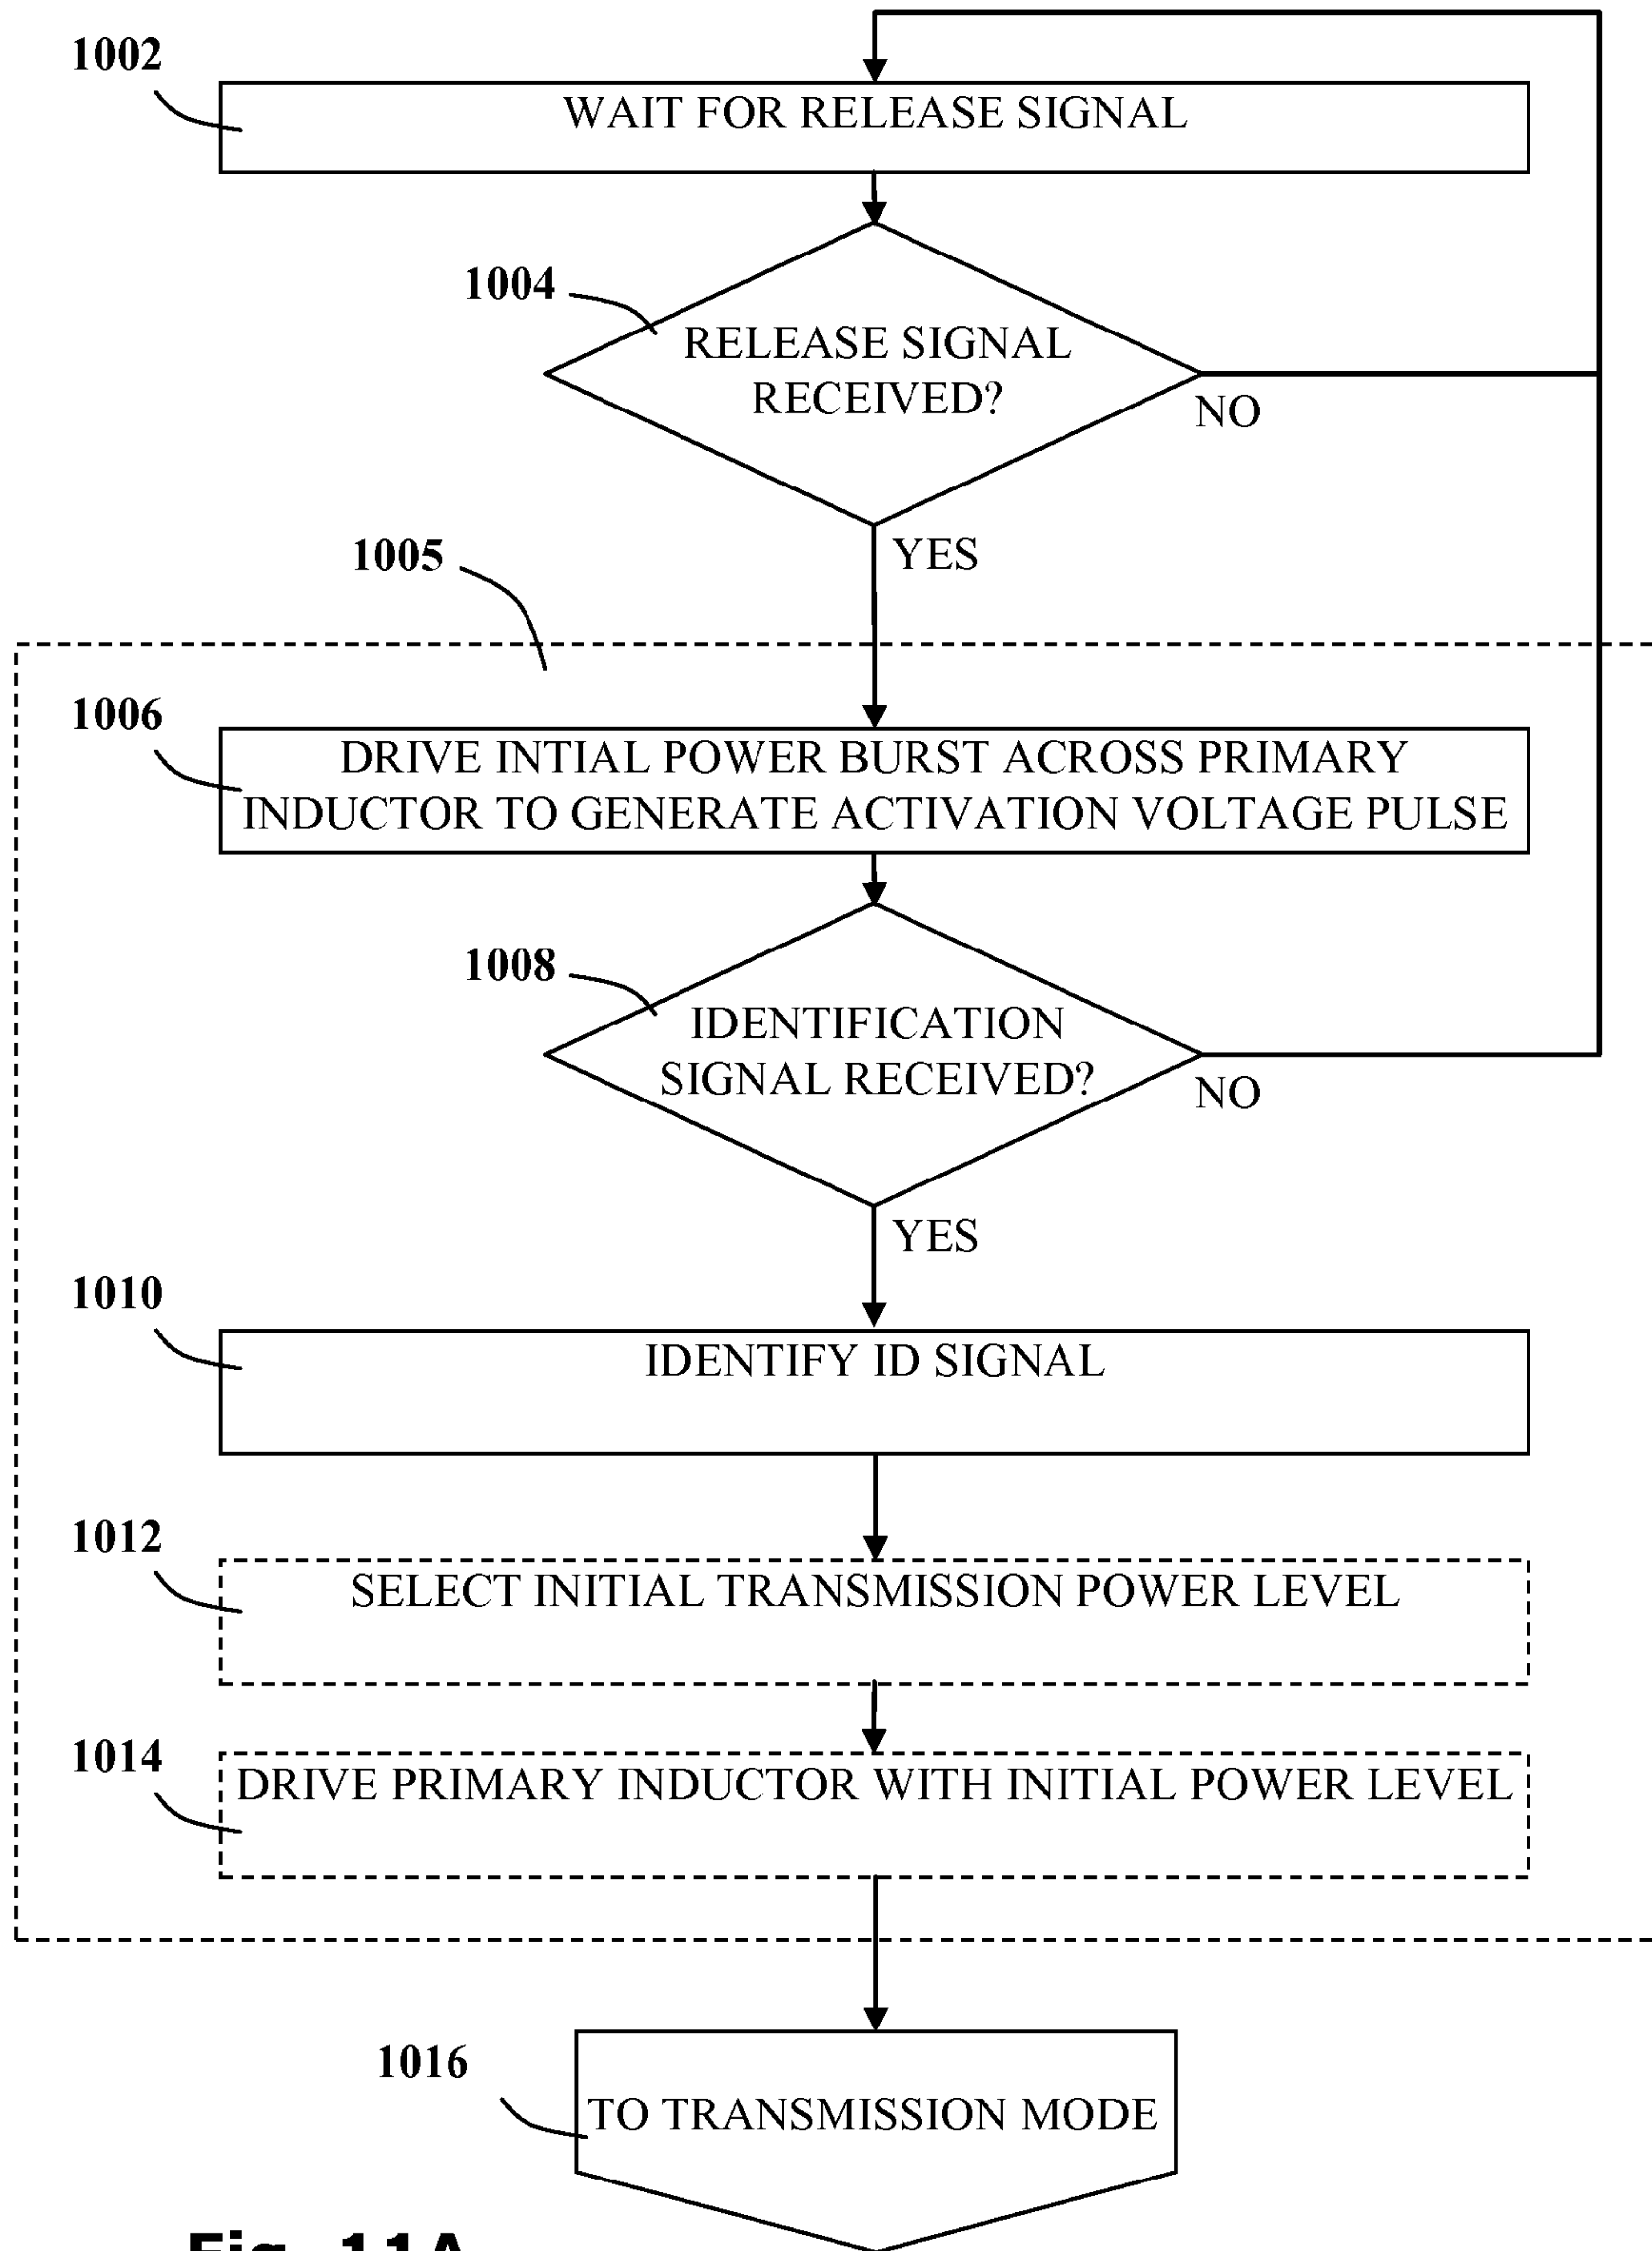 1002
WAIT FOR RELEASE SIGNAL
1004
RELEASE SIGNAL
RECEIVED?
NO
YES
1005
1006
DRIVE INTIAL POWER BURST ACROSS PRIMARY
INDUCTOR TO GENERATE ACTIVATION VOLTAGE PULSE
1008
IDENTIFICATION
SIGNAL RECEIVED?
NO
YES
1010
IDENTIFY ID SIGNAL
1012
SELECT INITIAL TRANSMISSION POWER LEVEL
1014
DRIVE PRIMARY INDUCTOR WITH INITIAL POWER LEVEL
1016
TO TRANSMISSION MODE
Fig. 11A